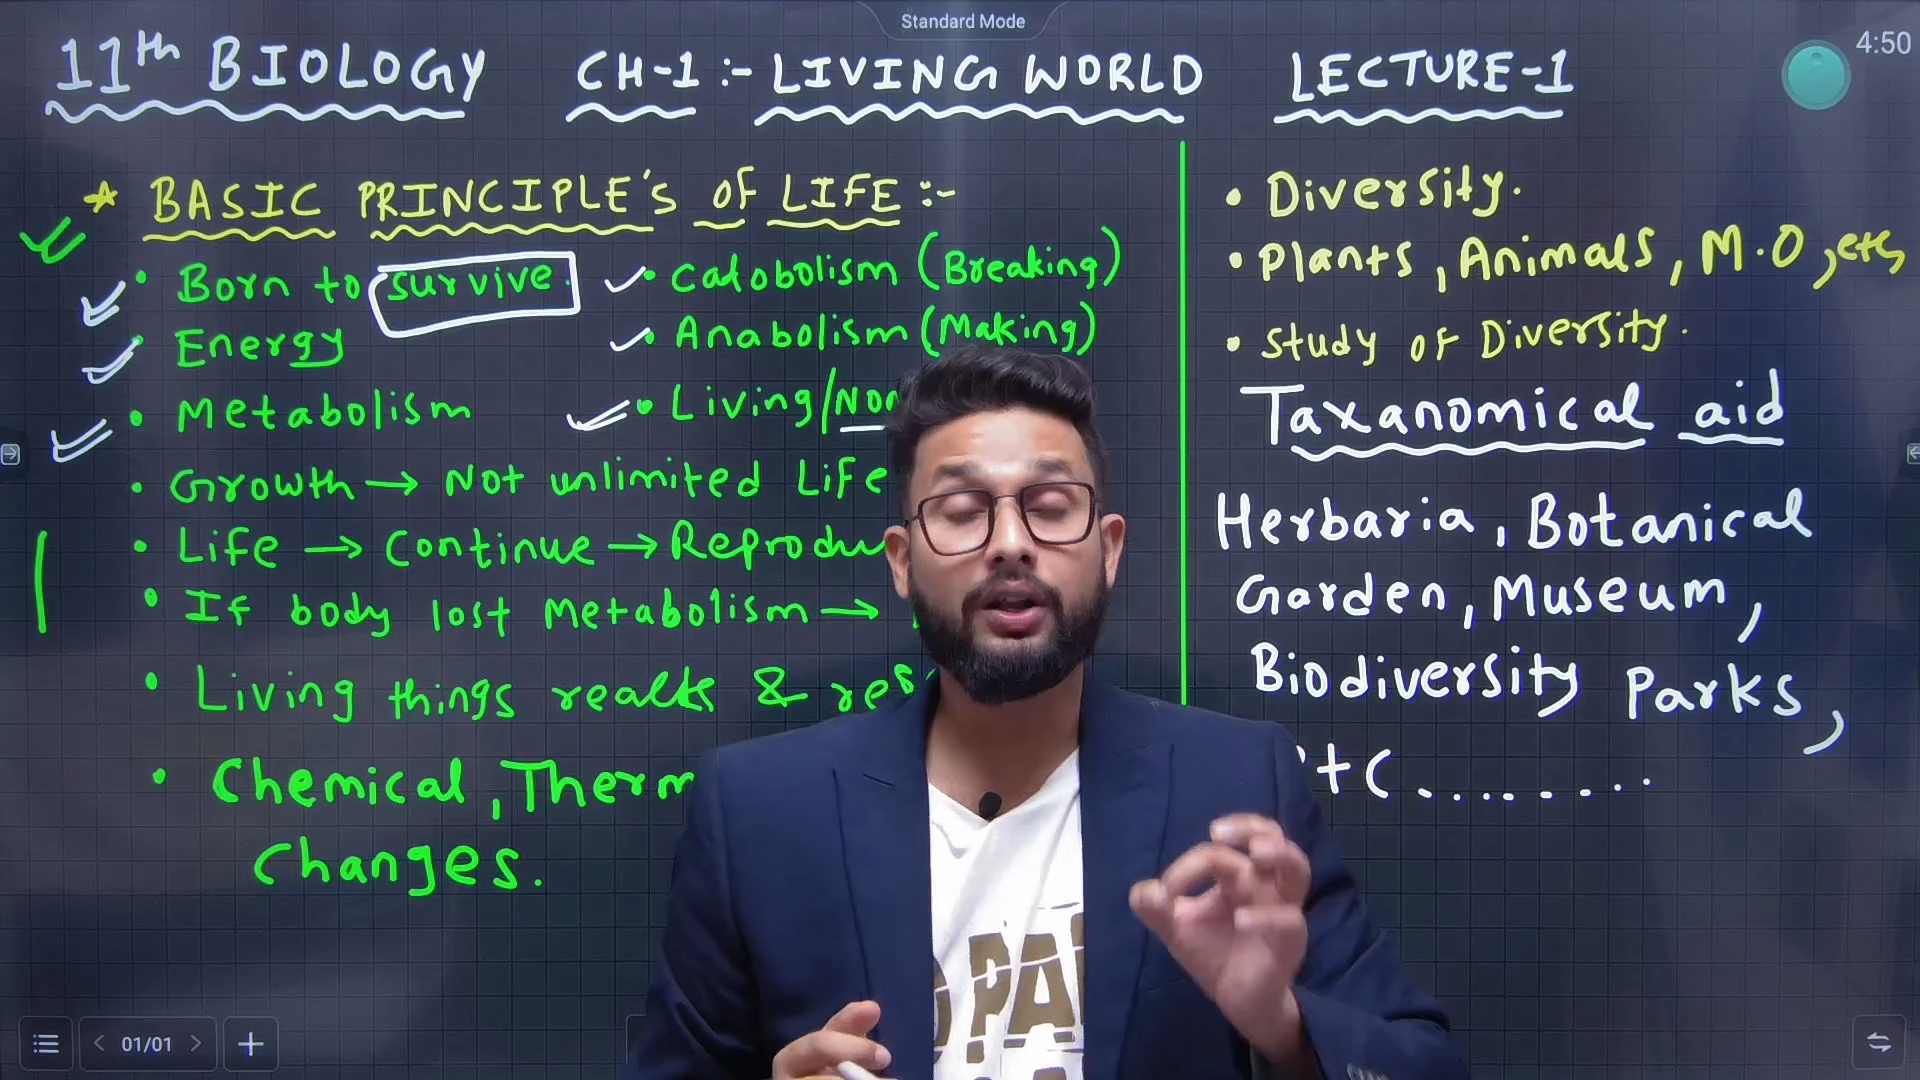 Standard Mode
4:50
11th BIOLOGY CH-1 :- LIVING WORLD LECTURE-1
* BASIC PRINCIPLE's OF LIFE :-
• Born to survive.
• Energy
• Metabolism
• Catobolism (Breaking)
• Anabolism (Making)
• Living/Non
• Growth → Not unlimited Life
• Life → Continue → Reprodu
• If body lost Metabolism →
• Living things realts & res
• Chemical, Therm
Changes.
• Diversity.
• Plants, Animals, M.O, etc,
• Study of Diversity.
Taxanomical aid
Herbaria, Botanical
Garden, Museum,
Biodiversity Parks,
etc.........
PAR
01/01